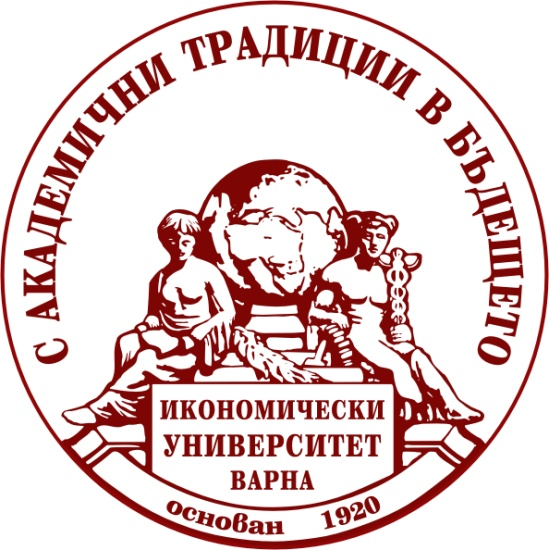 С АКАДЕМИЧНИ ТРАДИЦИИ В БЪДЕЩЕТО
ИКОНОМИЧЕСКИ
УНИВЕРСИТЕТ
ВАРНА
основан 1920